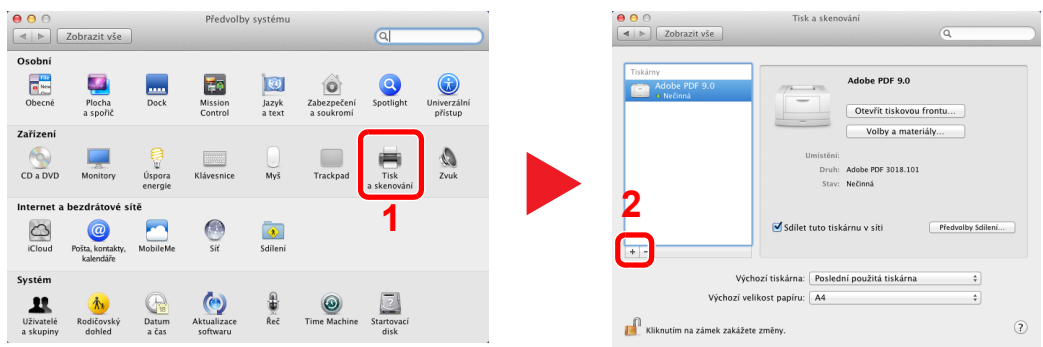 Předvolby systému
Zobrazit vše
Osobní
Obecné
Plocha
a spořič
Dock
Mission
Control
Jazyk
a text
Zabezpečení
a soukromí
Spotlight
Univerzální
přístup
Zařízení
CD a DVD
Monitory
Úspora
energie
Klávesnice
Myš
Trackpad
Tisk
a skenování
Zvuk
1
Internet a bezdrátové sítě
iCloud
Pošta, kontakty,
kalendáře
MobileMe
Síť
Sdílení
Systém
Uživatelé
a skupiny
Rodičovský
dohled
Datum
a čas
Aktualizace
softwaru
Řeč
Time Machine
Startovací
disk
Tisk a skenování
Zobrazit vše
Tiskárny
Adobe PDF 9.0
Nečinná
2
+ −
Adobe PDF 9.0
Otevřít tiskovou frontu...
Volby a materiály...
Umístění:
Druh: Adobe PDF 3018.101
Stav: Nečinná
Sdílet tuto tiskárnu v síti
Předvolby Sdílení...
Výchozí tiskárna: Poslední použitá tiskárna
Výchozí velikost papíru: A4
Kliknutím na zámek zakážete změny.
?